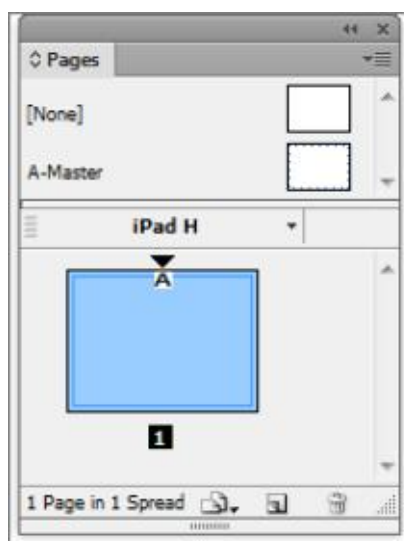 Pages
[None]
A-Master
iPad H
A
1
1 Page in 1 Spread